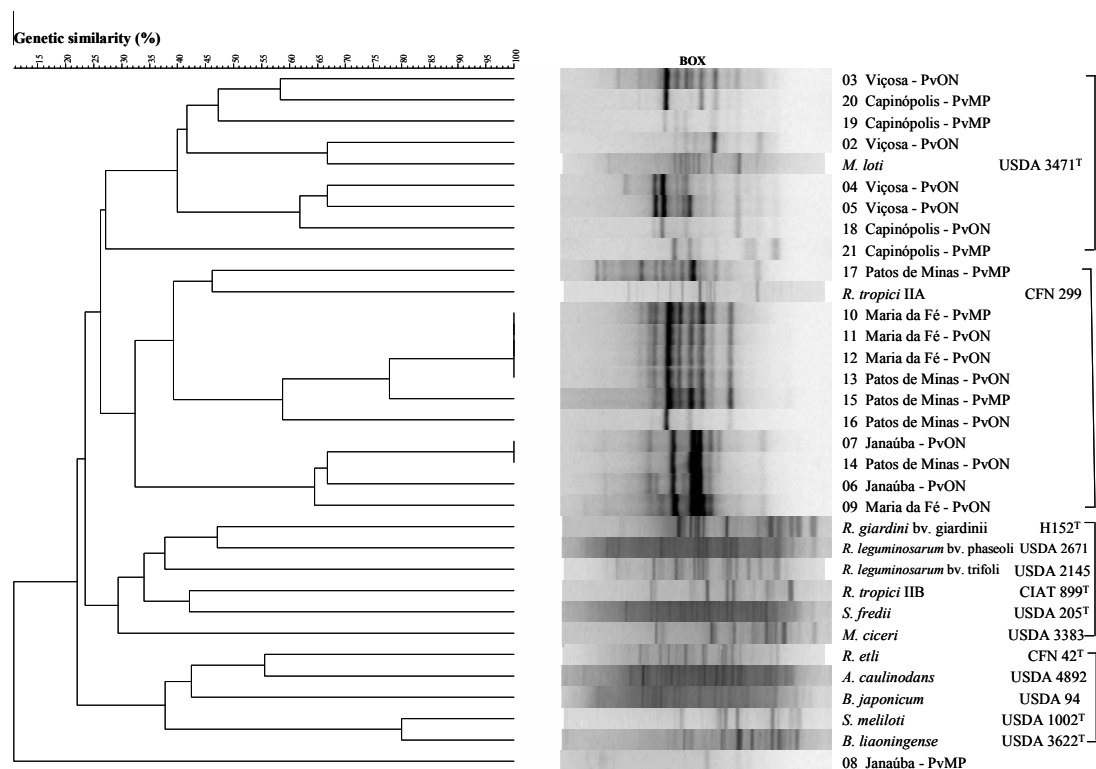 Genetic similarity (%)
15 20 25 30 35 40 45 50 55 60 65 70 75 80 85 90 95 100
BOX
03 Viçosa - PvON
20 Capinópolis - PvMP
19 Capinópolis - PvMP
02 Viçosa - PvON
M. loti USDA 3471ᵀ
04 Viçosa - PvON
05 Viçosa - PvON
18 Capinópolis - PvON
21 Capinópolis - PvMP
17 Patos de Minas - PvMP
R. tropici IIA CFN 299
10 Maria da Fé - PvMP
11 Maria da Fé - PvON
12 Maria da Fé - PvON
13 Patos de Minas - PvON
15 Patos de Minas - PvMP
16 Patos de Minas - PvON
07 Janaúba - PvON
14 Patos de Minas - PvON
06 Janaúba - PvON
09 Maria da Fé - PvON
R. giardini bv. giardinii H152ᵀ
R. leguminosarum bv. phaseoli USDA 2671
R. leguminosarum bv. trifoli USDA 2145
R. tropici IIB CIAT 899ᵀ
S. fredii USDA 205ᵀ
M. ciceri USDA 3383
R. etli CFN 42ᵀ
A. caulinodans USDA 4892
B. japonicum USDA 94
S. meliloti USDA 1002ᵀ
B. liaoningense USDA 3622ᵀ
08 Janaúba - PvMP